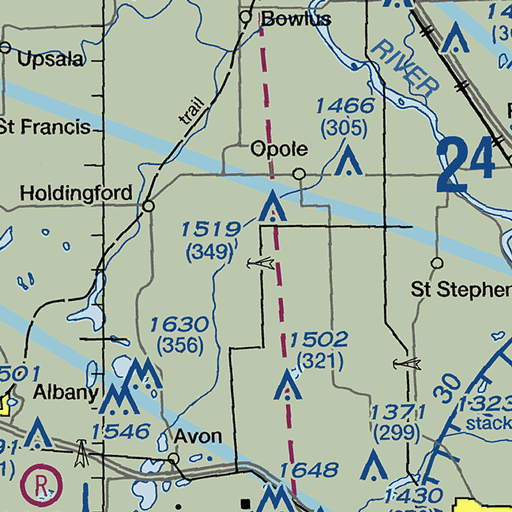 Bowlus
Upsala
RIVER
trail
1466
(305)
St Francis
Opole
24
Holdingford
1519
(349)
St Stephen
1630
(356)
1502
(321)
501
Albany
30
1546
1371
(299)
1323
stack
Avon
1648
R
1430